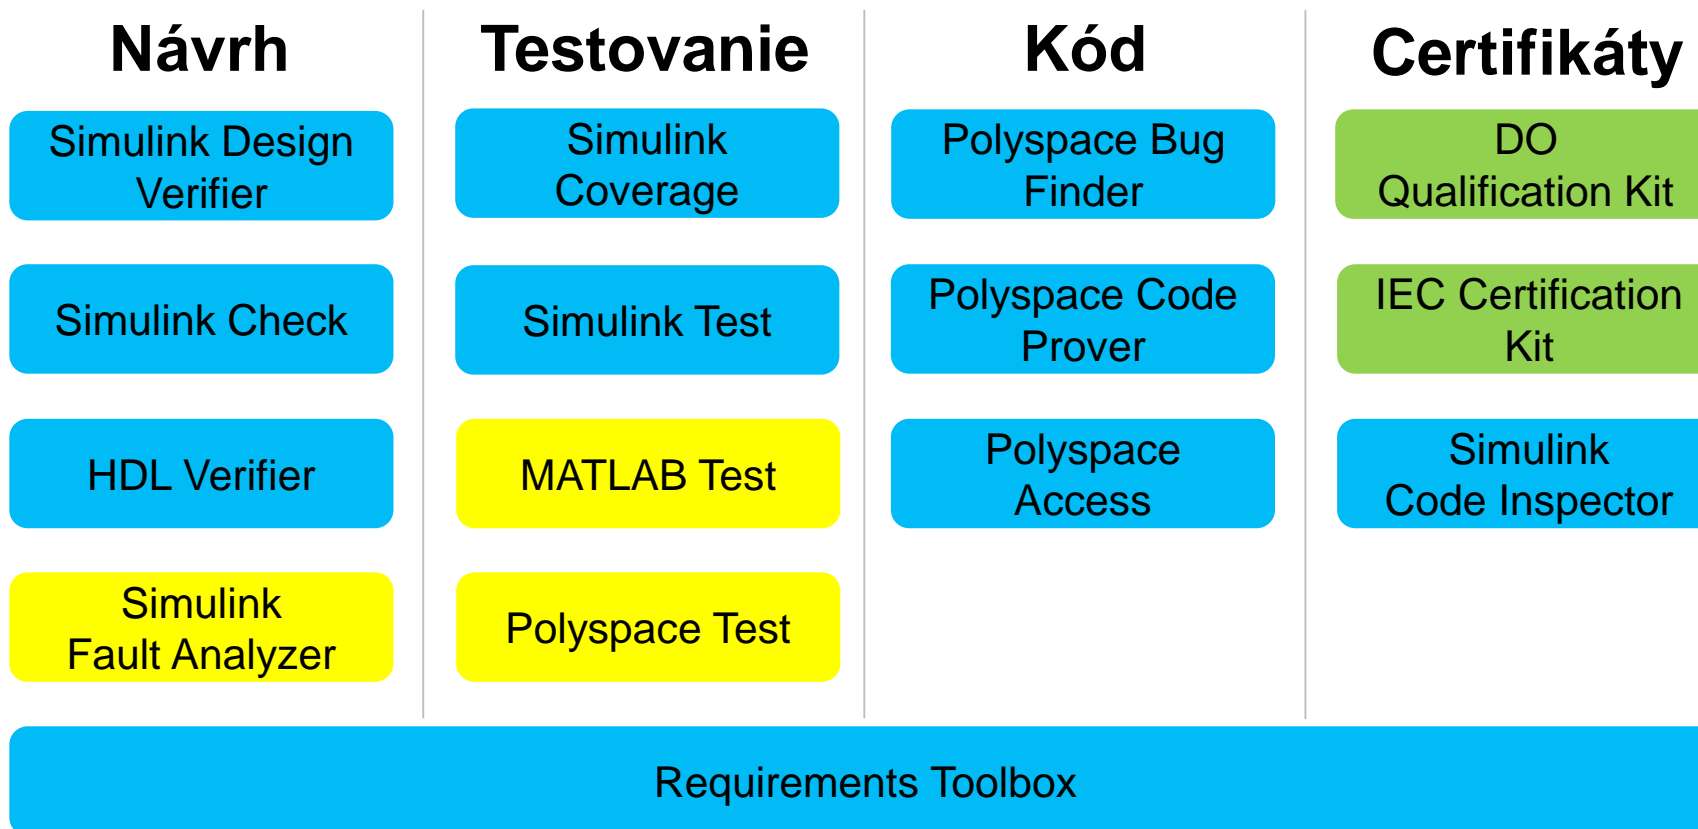 Návrh
Simulink Design
Verifier
Simulink Check
HDL Verifier
Simulink
Fault Analyzer
Testovanie
Simulink
Coverage
Simulink Test
MATLAB Test
Polyspace Test
Kód
Polyspace Bug
Finder
Polyspace Code
Prover
Polyspace
Access
Certifikáty
DO
Qualification Kit
IEC Certification
Kit
Simulink
Code Inspector
Requirements Toolbox